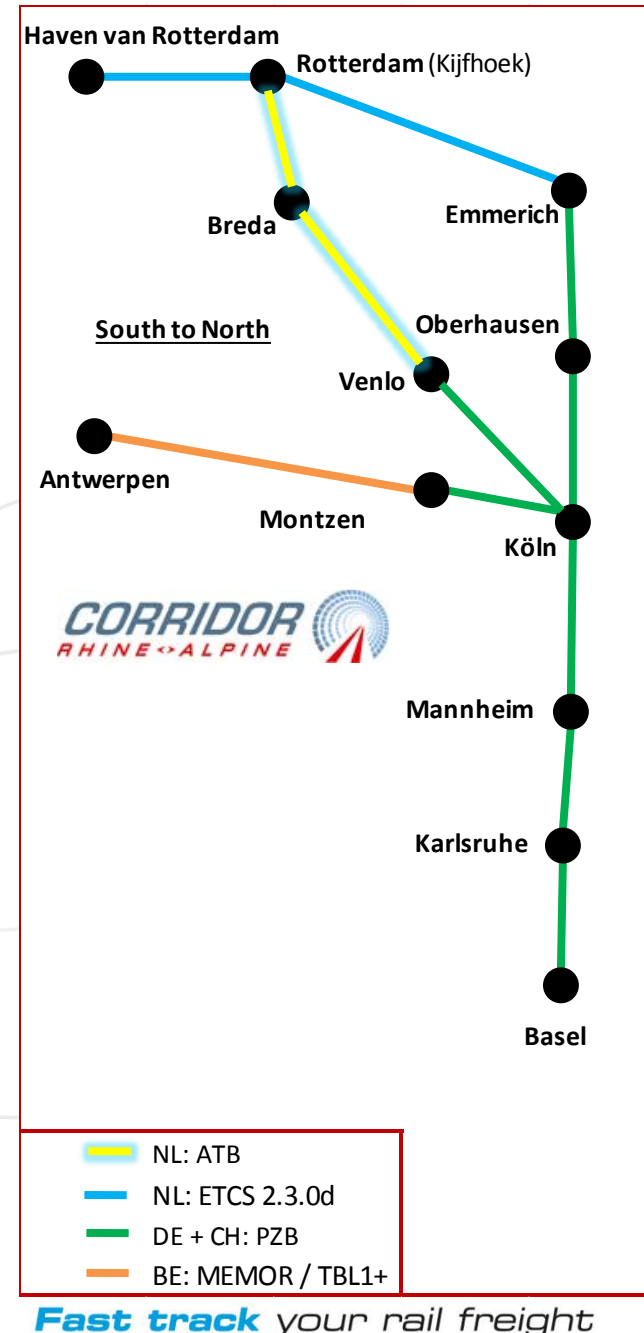 Haven van Rotterdam
Rotterdam (Kijfhoek)
Breda
Emmerich
South to North
Oberhausen
Venlo
Antwerpen
Montzen
Köln
CORRIDOR
RHINE<>ALPINE
Mannheim
Karlsruhe
Basel
NL: ATB
NL: ETCS 2.3.0d
DE + CH: PZB
BE: MEMOR / TBL1+
Fast track your rail freight